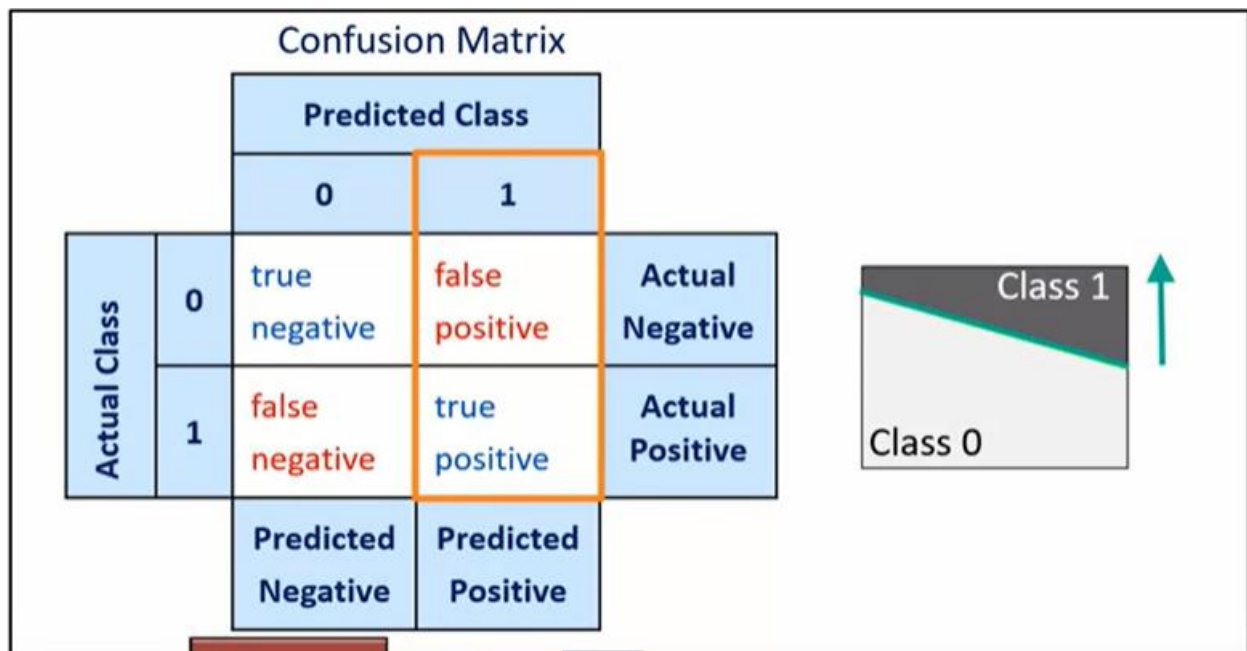 Confusion Matrix
Predicted Class
0
1
Actual Class
0
true
negative
false
positive
Actual
Negative
1
false
negative
true
positive
Actual
Positive
Predicted
Negative
Predicted
Positive
Class 1
Class 0